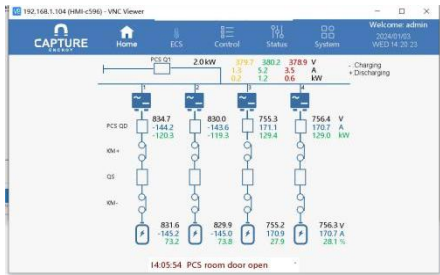 192.168.1.104 (HMI-c596) - VNC Viewer
CAPTURE
ENERGY
Home
ECS
Control
Status
System
Welcome: admin
2024/01/03
WED 14:20:23
PCS Q1
2.0 kW
379.7 380.2 378.9 V
1.3 5.2 3.5 A
0.2 1.2 0.6 kW
- :Charging
+:Discharging
1 2 3 4
PCS QD
834.7 830.0 755.3 756.4 V
-144.2 -143.6 171.1 170.7 A
-120.3 -119.3 129.4 129.0 kW
KM+
QS
KM-
831.6 829.9 755.2 756.3 V
-145.2 -145.0 170.9 170.7 A
73.2 73.8 27.9 28.1 %
14:05:54 PCS room door open